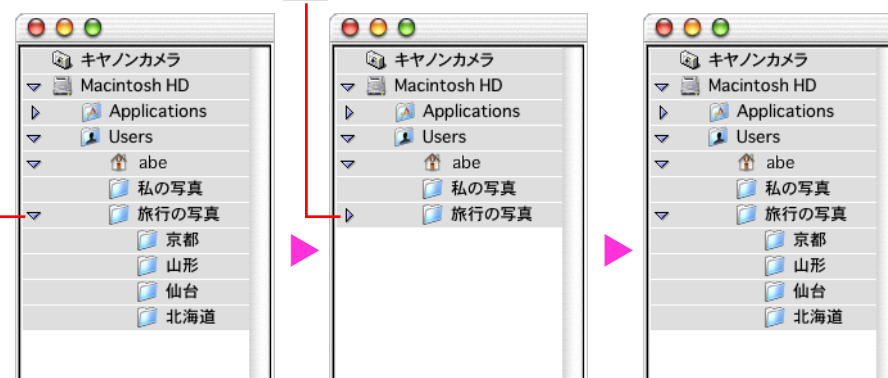 キヤノンカメラ
Macintosh HD
Applications
Users
abe
私の写真
旅行の写真
京都
山形
仙台
北海道
キヤノンカメラ
Macintosh HD
Applications
Users
abe
私の写真
旅行の写真
キヤノンカメラ
Macintosh HD
Applications
Users
abe
私の写真
旅行の写真
京都
山形
仙台
北海道